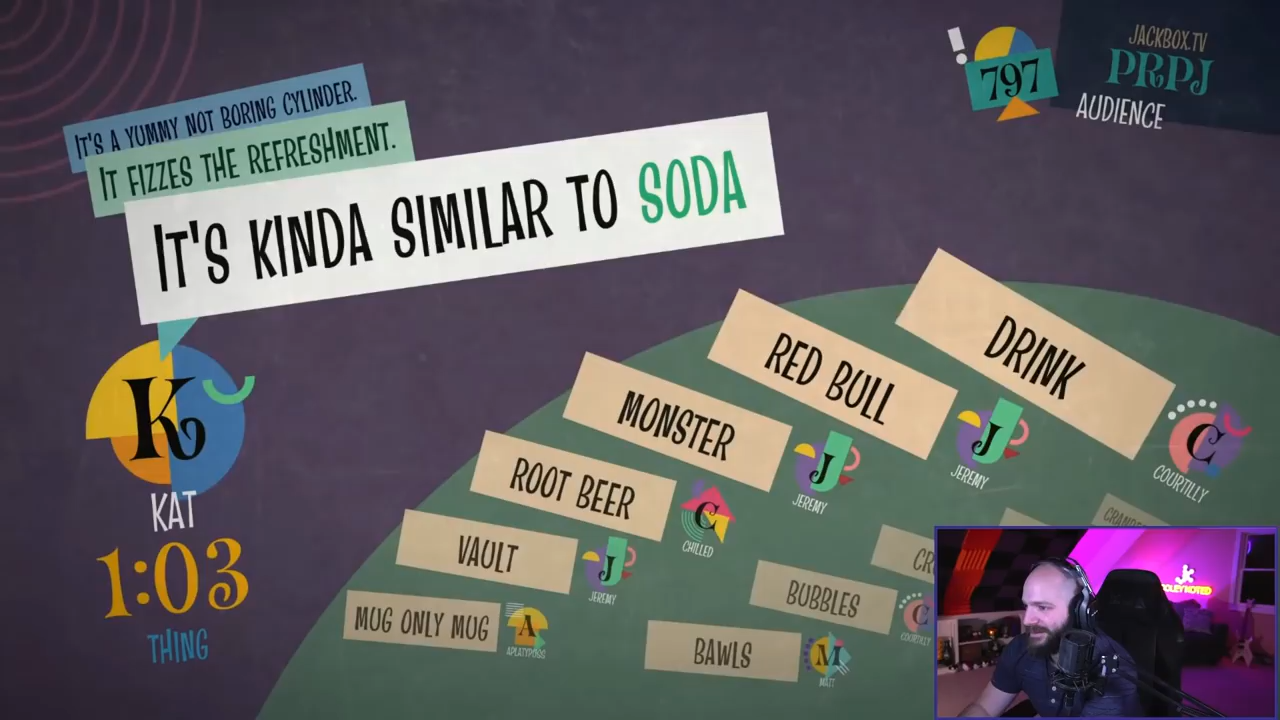 IT'S A YUMMY NOT BORING CYLINDER.
IT FIZZES THE REFRESHMENT.
IT'S KINDA SIMILAR TO SODA
797
JACKBOX.TV
PRPJ
AUDIENCE
K
KAT
1:03
THING
DRINK
C
COURTILLY
RED BULL
J
JEREMY
MONSTER
J
JEREMY
ROOT BEER
C
CHILLED
VAULT
J
JEREMY
MUG ONLY MUG
A
APLATYPUSS
BUBBLES
C
COURTILLY
BAWLS
M
MATT